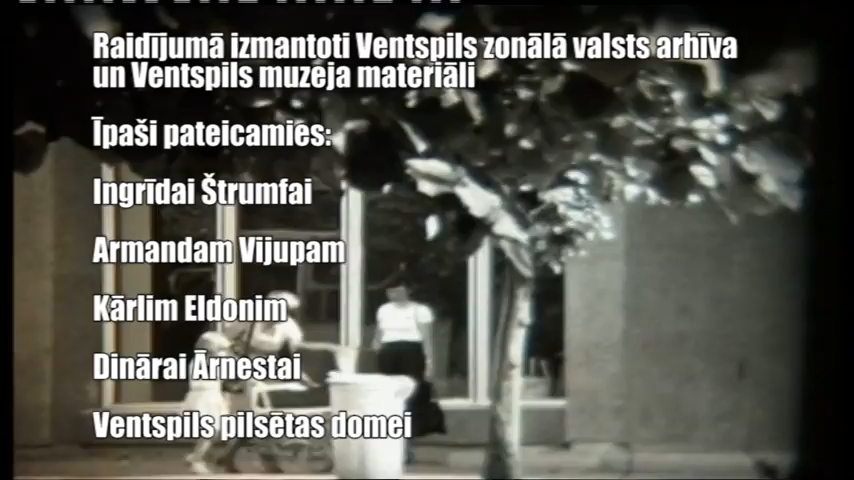 Raidījumā izmantoti Ventspils zonālā valsts arhīva
un Ventspils muzeja materiāli
Īpaši pateicamies:
Ingrīdai Štrumfai
Armandam Vijupam
Kārlim Eldonim
Dinārai Ārnestai
Ventspils pilsētas domei